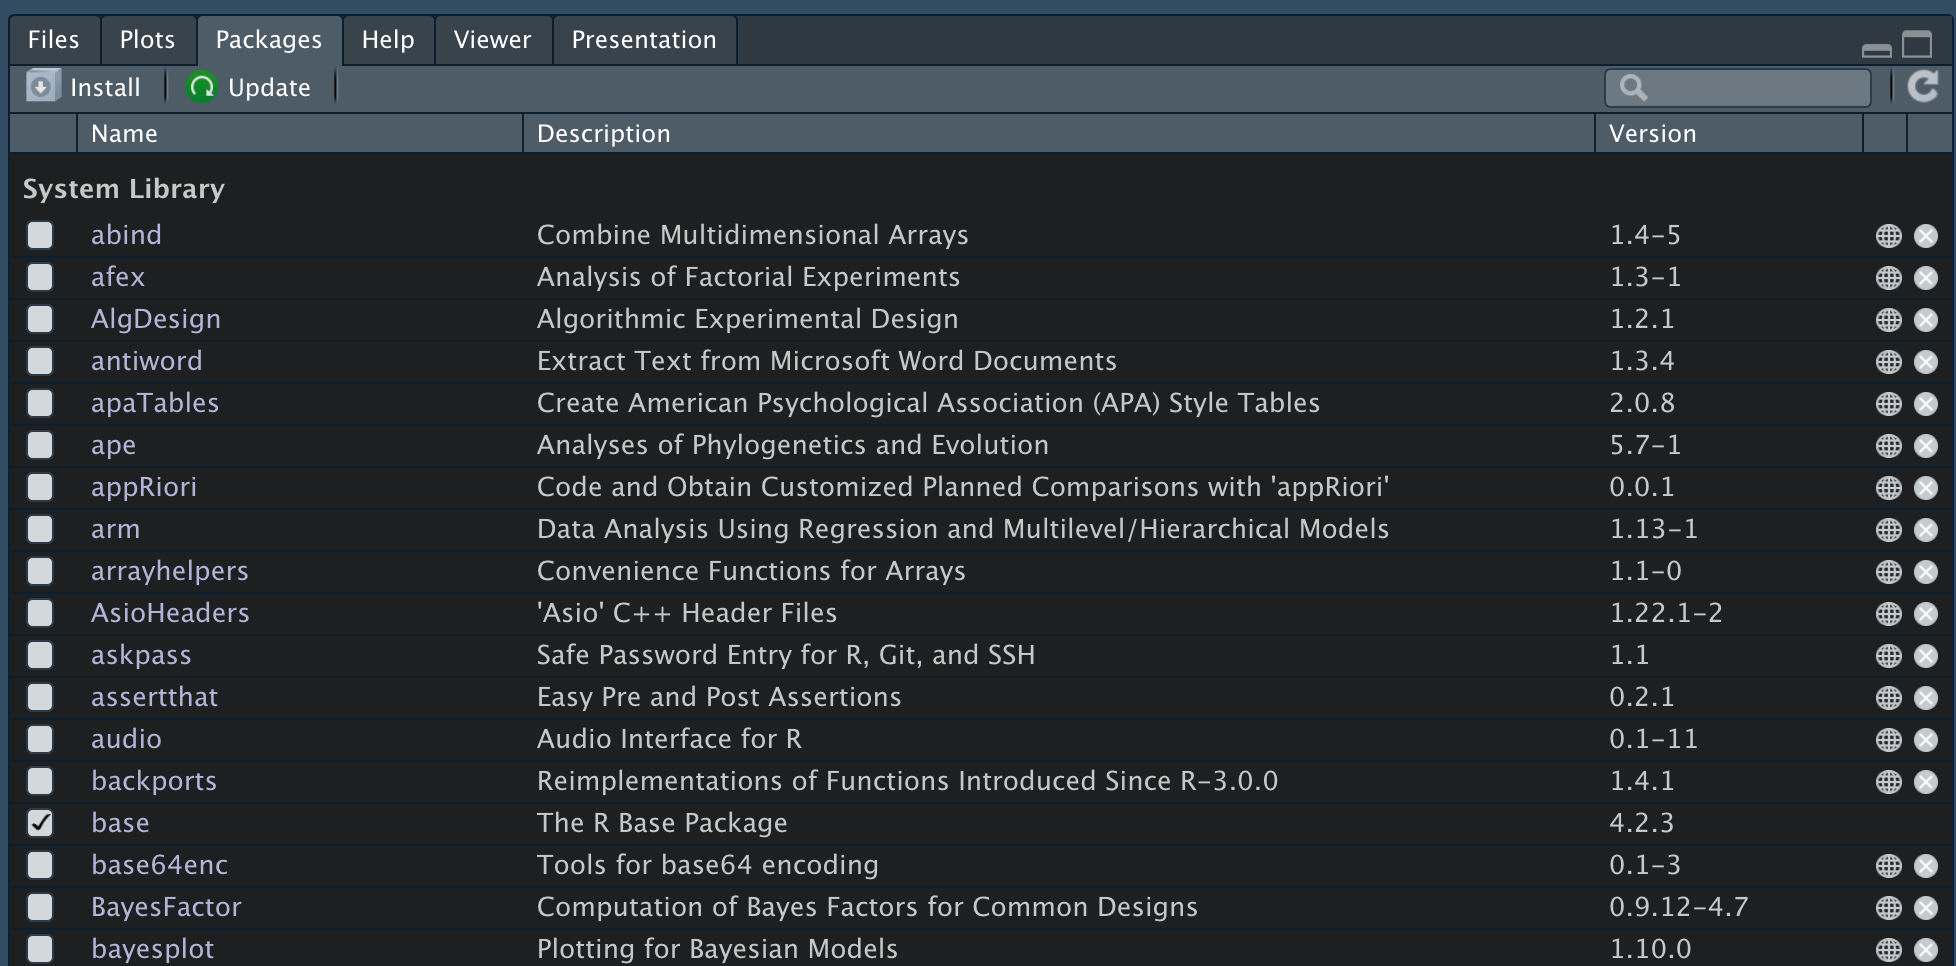 Files Plots Packages Help Viewer Presentation
Install Update
Name Description Version
System Library
abind Combine Multidimensional Arrays 1.4-5
afex Analysis of Factorial Experiments 1.3-1
AlgDesign Algorithmic Experimental Design 1.2.1
antiword Extract Text from Microsoft Word Documents 1.3.4
apaTables Create American Psychological Association (APA) Style Tables 2.0.8
ape Analyses of Phylogenetics and Evolution 5.7-1
appRiori Code and Obtain Customized Planned Comparisons with 'appRiori' 0.0.1
arm Data Analysis Using Regression and Multilevel/Hierarchical Models 1.13-1
arrayhelpers Convenience Functions for Arrays 1.1-0
AsioHeaders 'Asio' C++ Header Files 1.22.1-2
askpass Safe Password Entry for R, Git, and SSH 1.1
assertthat Easy Pre and Post Assertions 0.2.1
audio Audio Interface for R 0.1-11
backports Reimplementations of Functions Introduced Since R-3.0.0 1.4.1
base The R Base Package 4.2.3
base64enc Tools for base64 encoding 0.1-3
BayesFactor Computation of Bayes Factors for Common Designs 0.9.12-4.7
bayesplot Plotting for Bayesian Models 1.10.0